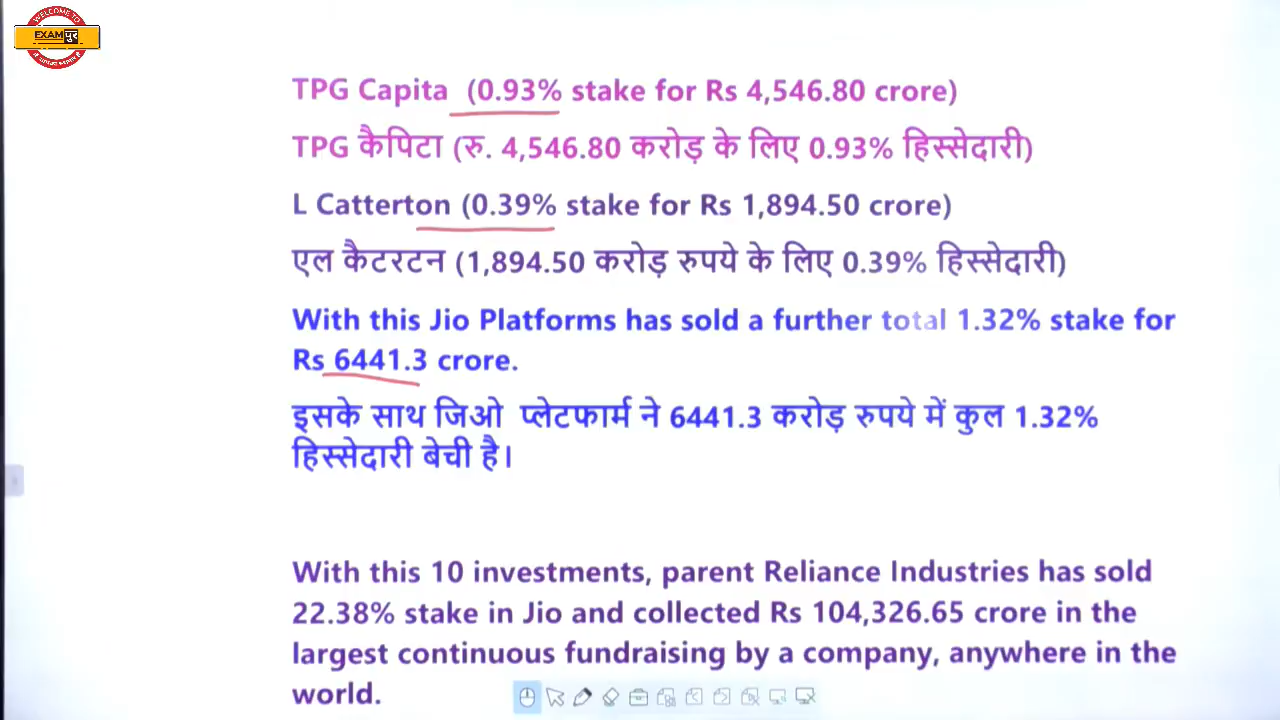 WELCOME TO
EXAM पुर
TPG Capita (0.93% stake for Rs 4,546.80 crore)
TPG कैपिटा (रु. 4,546.80 करोड़ के लिए 0.93% हिस्सेदारी)
L Catterton (0.39% stake for Rs 1,894.50 crore)
एल कैटरटन (1,894.50 करोड़ रुपये के लिए 0.39% हिस्सेदारी)
With this Jio Platforms has sold a further total 1.32% stake for
Rs 6441.3 crore.
इसके साथ जिओ प्लेटफार्म ने 6441.3 करोड़ रुपये में कुल 1.32%
हिस्सेदारी बेची है।
With this 10 investments, parent Reliance Industries has sold
22.38% stake in Jio and collected Rs 104,326.65 crore in the
largest continuous fundraising by a company, anywhere in the
world.